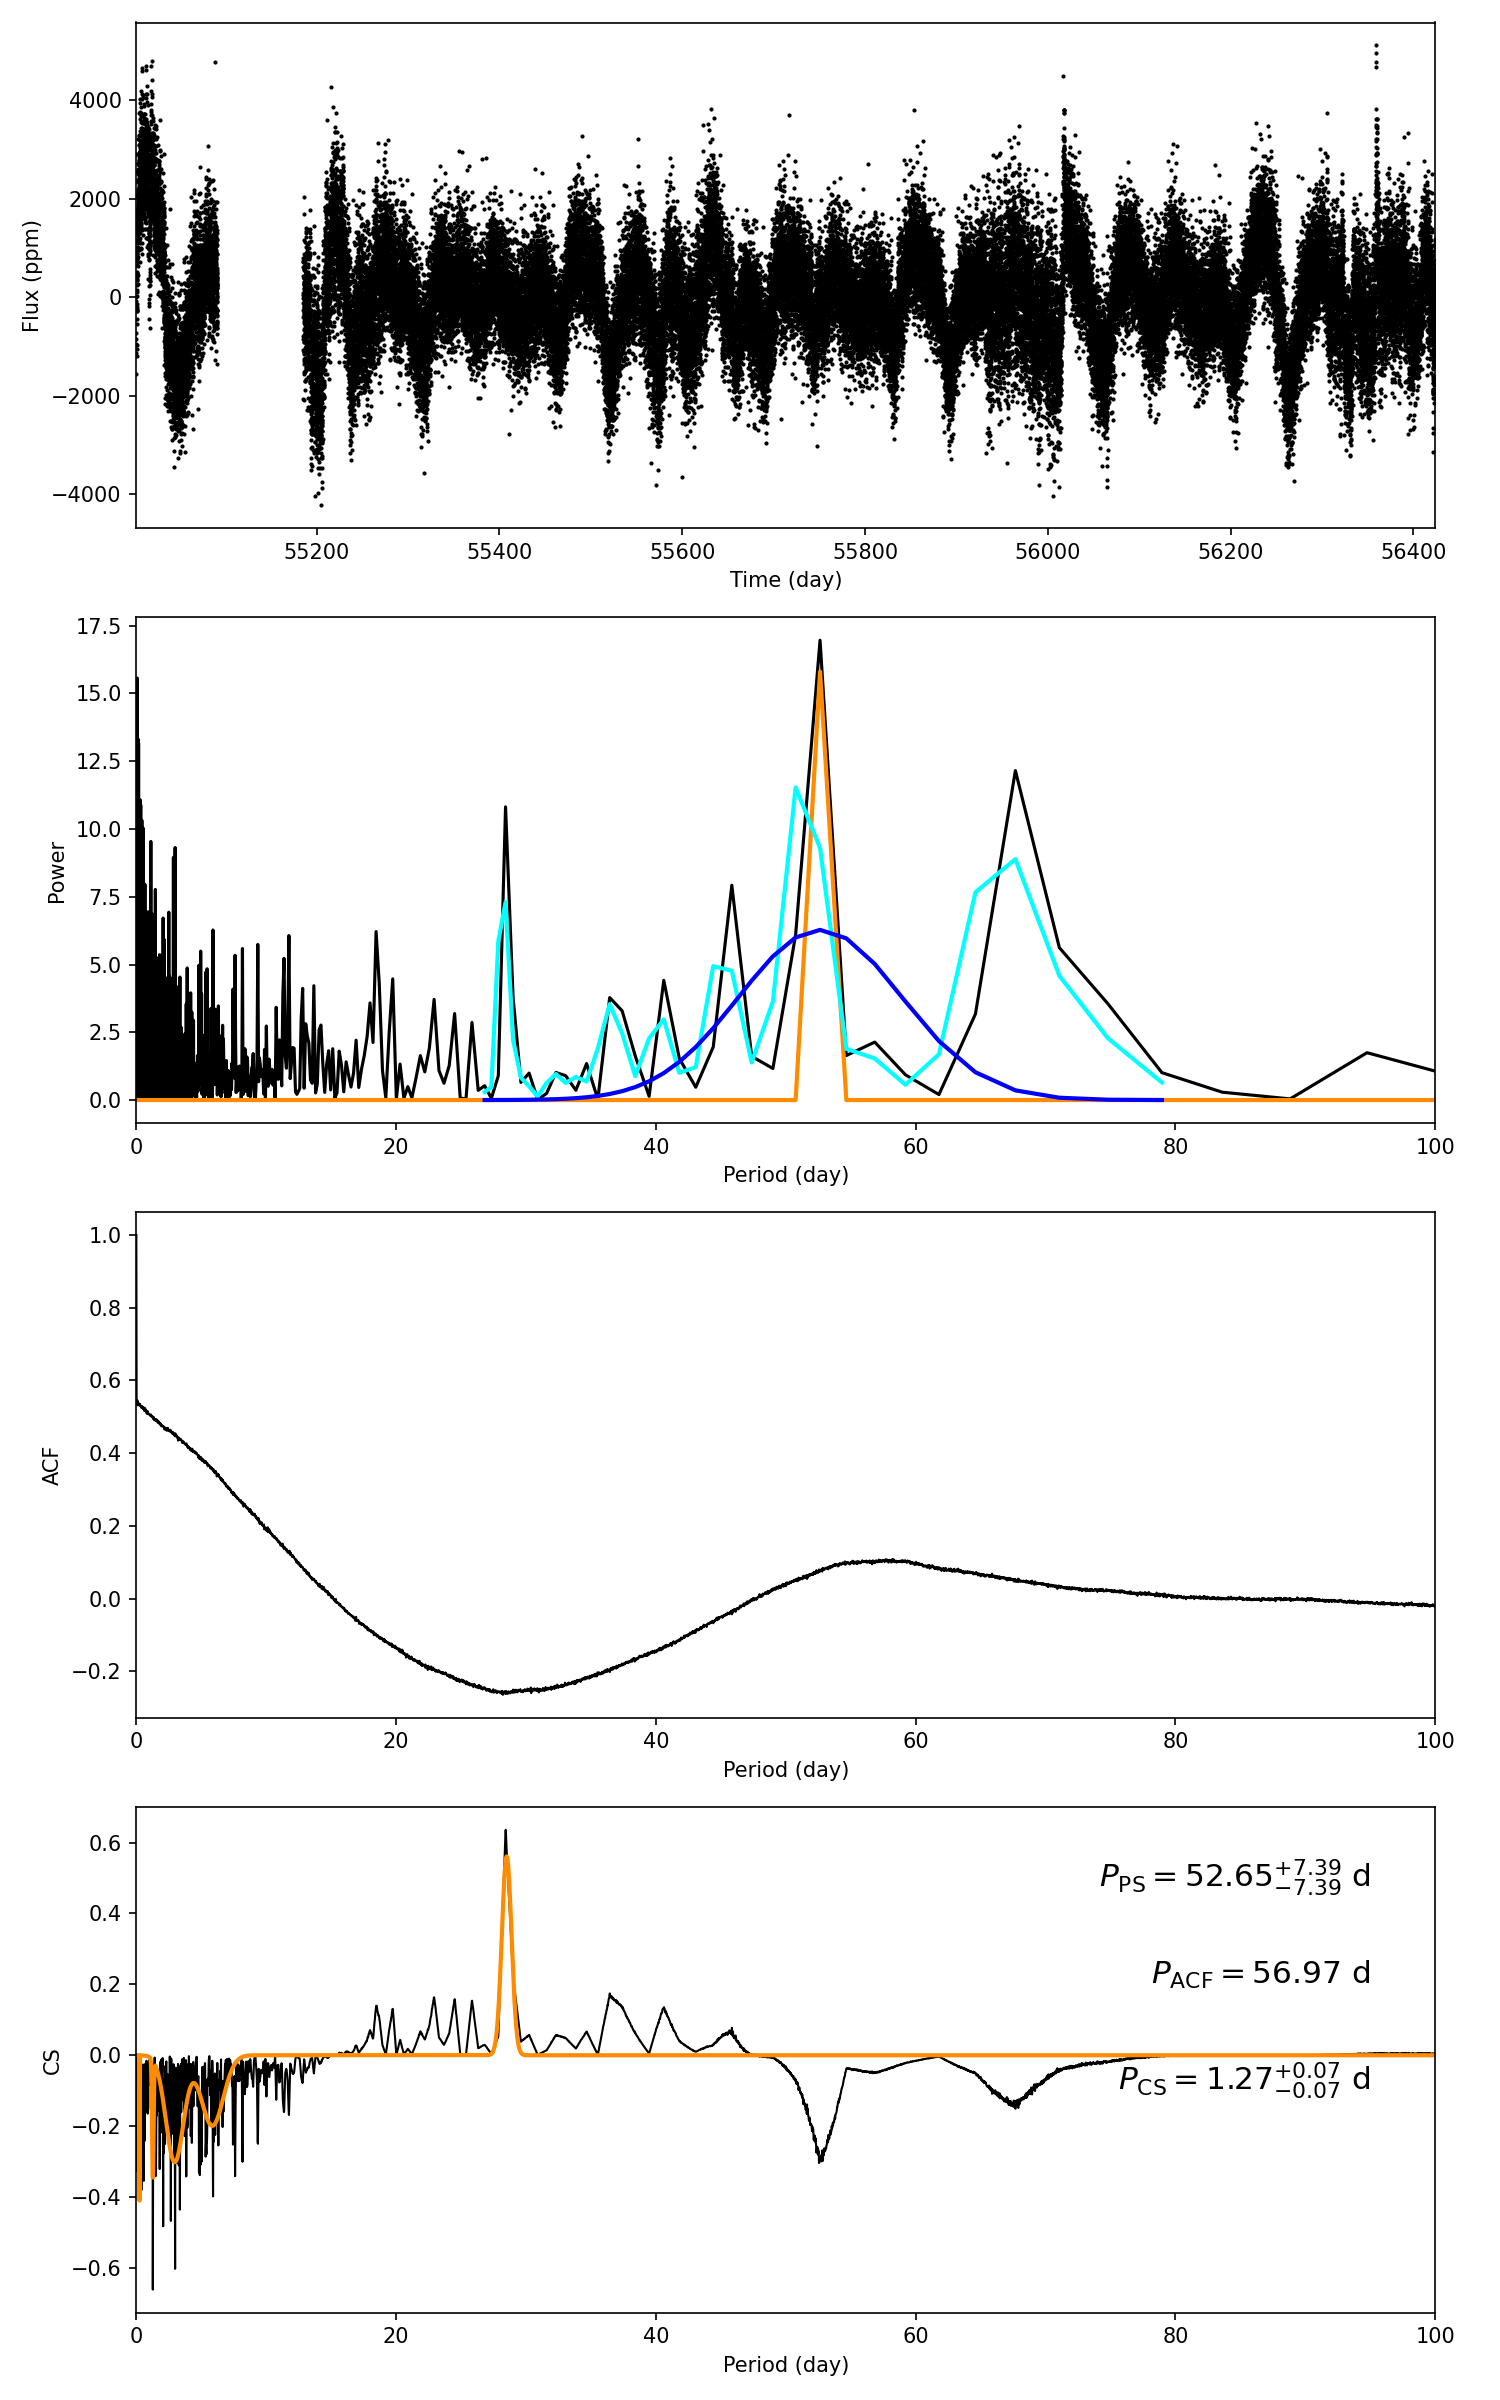 4000
2000
0
−2000
−4000
Flux (ppm)
55200 55400 55600 55800 56000 56200 56400
Time (day)
17.5
15.0
12.5
10.0
7.5
5.0
2.5
0.0
Power
0 20 40 60 80 100
Period (day)
1.0
0.8
0.6
0.4
0.2
0.0
−0.2
ACF
0 20 40 60 80 100
Period (day)
0.6
0.4
0.2
0.0
−0.2
−0.4
−0.6
CS
P_PS = 52.65 +7.39 −7.39 d
P_ACF = 56.97 d
P_CS = 1.27 +0.07 −0.07 d
0 20 40 60 80 100
Period (day)